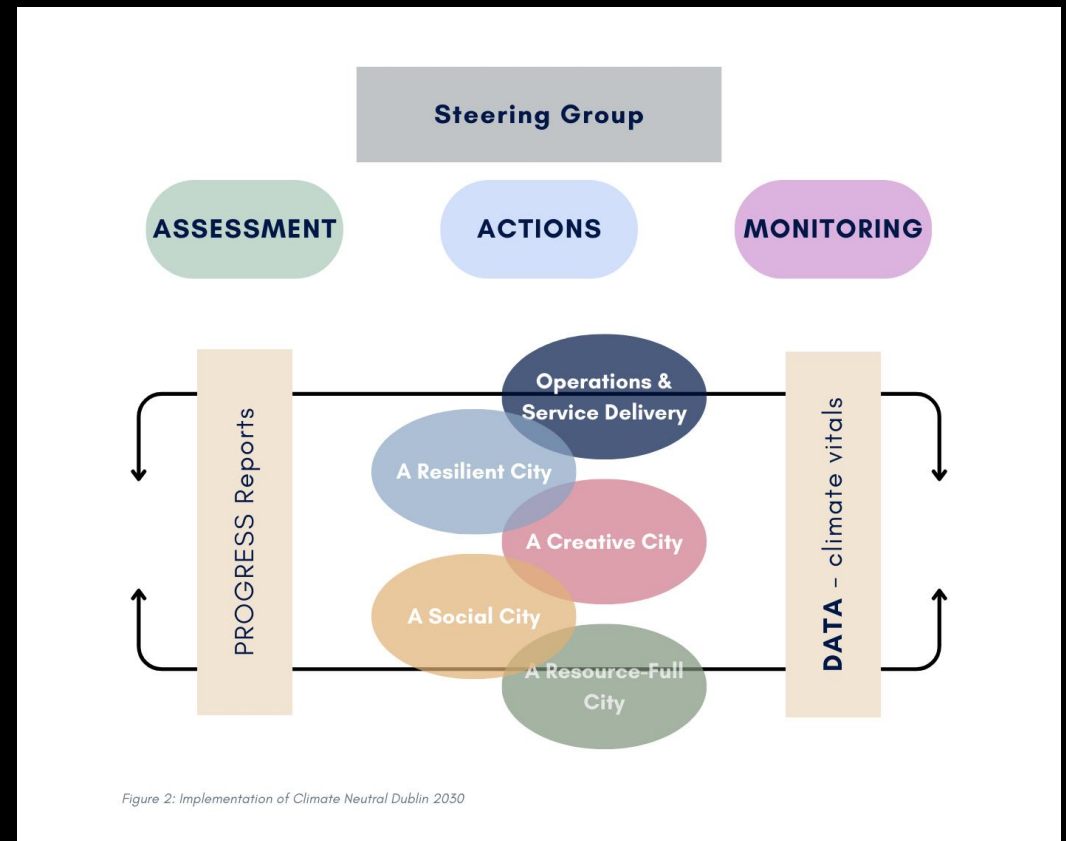 Steering Group
ASSESSMENT
ACTIONS
MONITORING
PROGRESS Reports
Operations &
Service Delivery
A Resilient City
A Creative City
A Social City
A Resource-Full
City
DATA - climate vitals
Figure 2: Implementation of Climate Neutral Dublin 2030